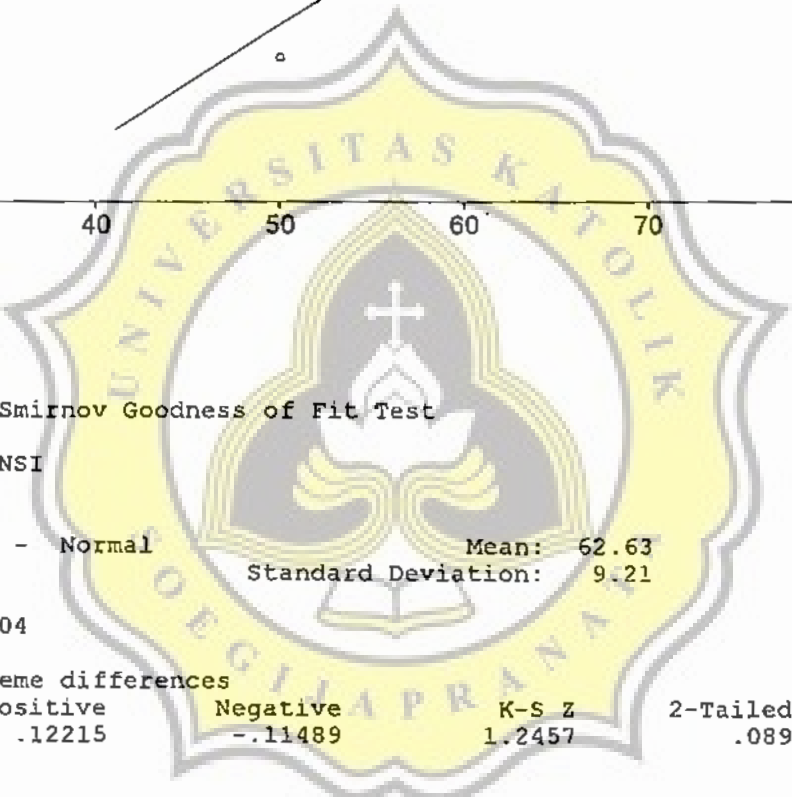 40 50 60 70
UNIVERSITAS KATOLIK
SOEGIJAPRANATA
Smirnov Goodness of Fit Test
NSI
- Normal Mean: 62.63
Standard Deviation: 9.21
04
eme differences
ositive Negative K-S Z 2-Tailed
.12215 -.11489 1.2457 .089